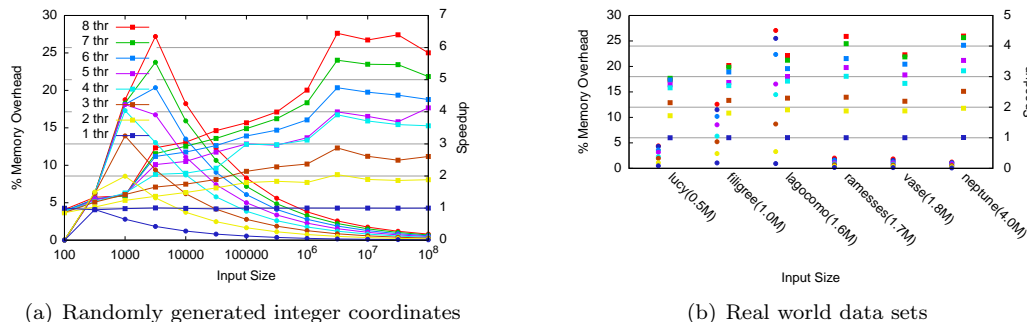 % Memory Overhead
30
25
20
15
10
5
0
8 thr
7 thr
6 thr
5 thr
4 thr
3 thr
2 thr
1 thr
7
6
5
4
3
2
1
0
Speedup
100
1000
10000
100000
10^6
10^7
10^8
Input Size
(a) Randomly generated integer coordinates
% Memory Overhead
30
25
20
15
10
5
0
5
4
3
2
1
0
Speedup
lucy(0.5M)
filigree(1.0M)
lagocomo(1.6M)
ramesses(1.7M)
vase(1.8M)
neptune(4.0M)
Input Size
(b) Real world data sets